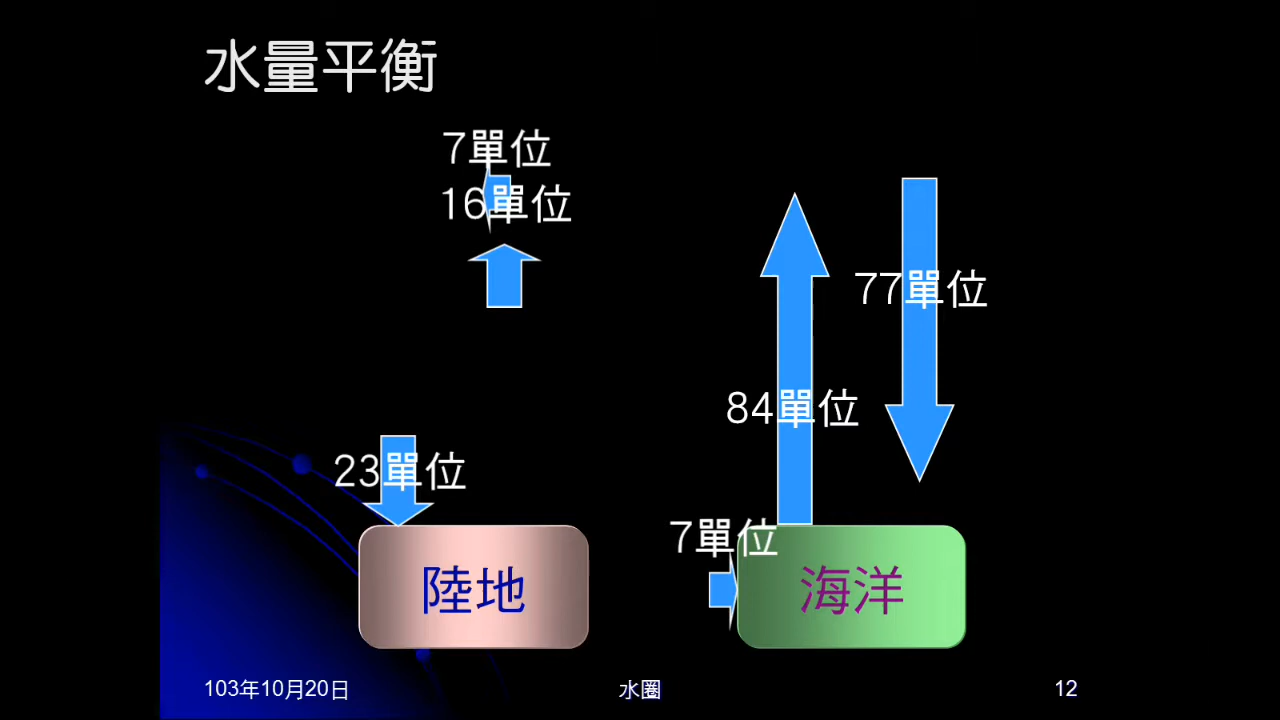 水量平衡
7單位
16單位
77單位
84單位
23單位
7單位
陸地
海洋
103年10月20日
水圈
12